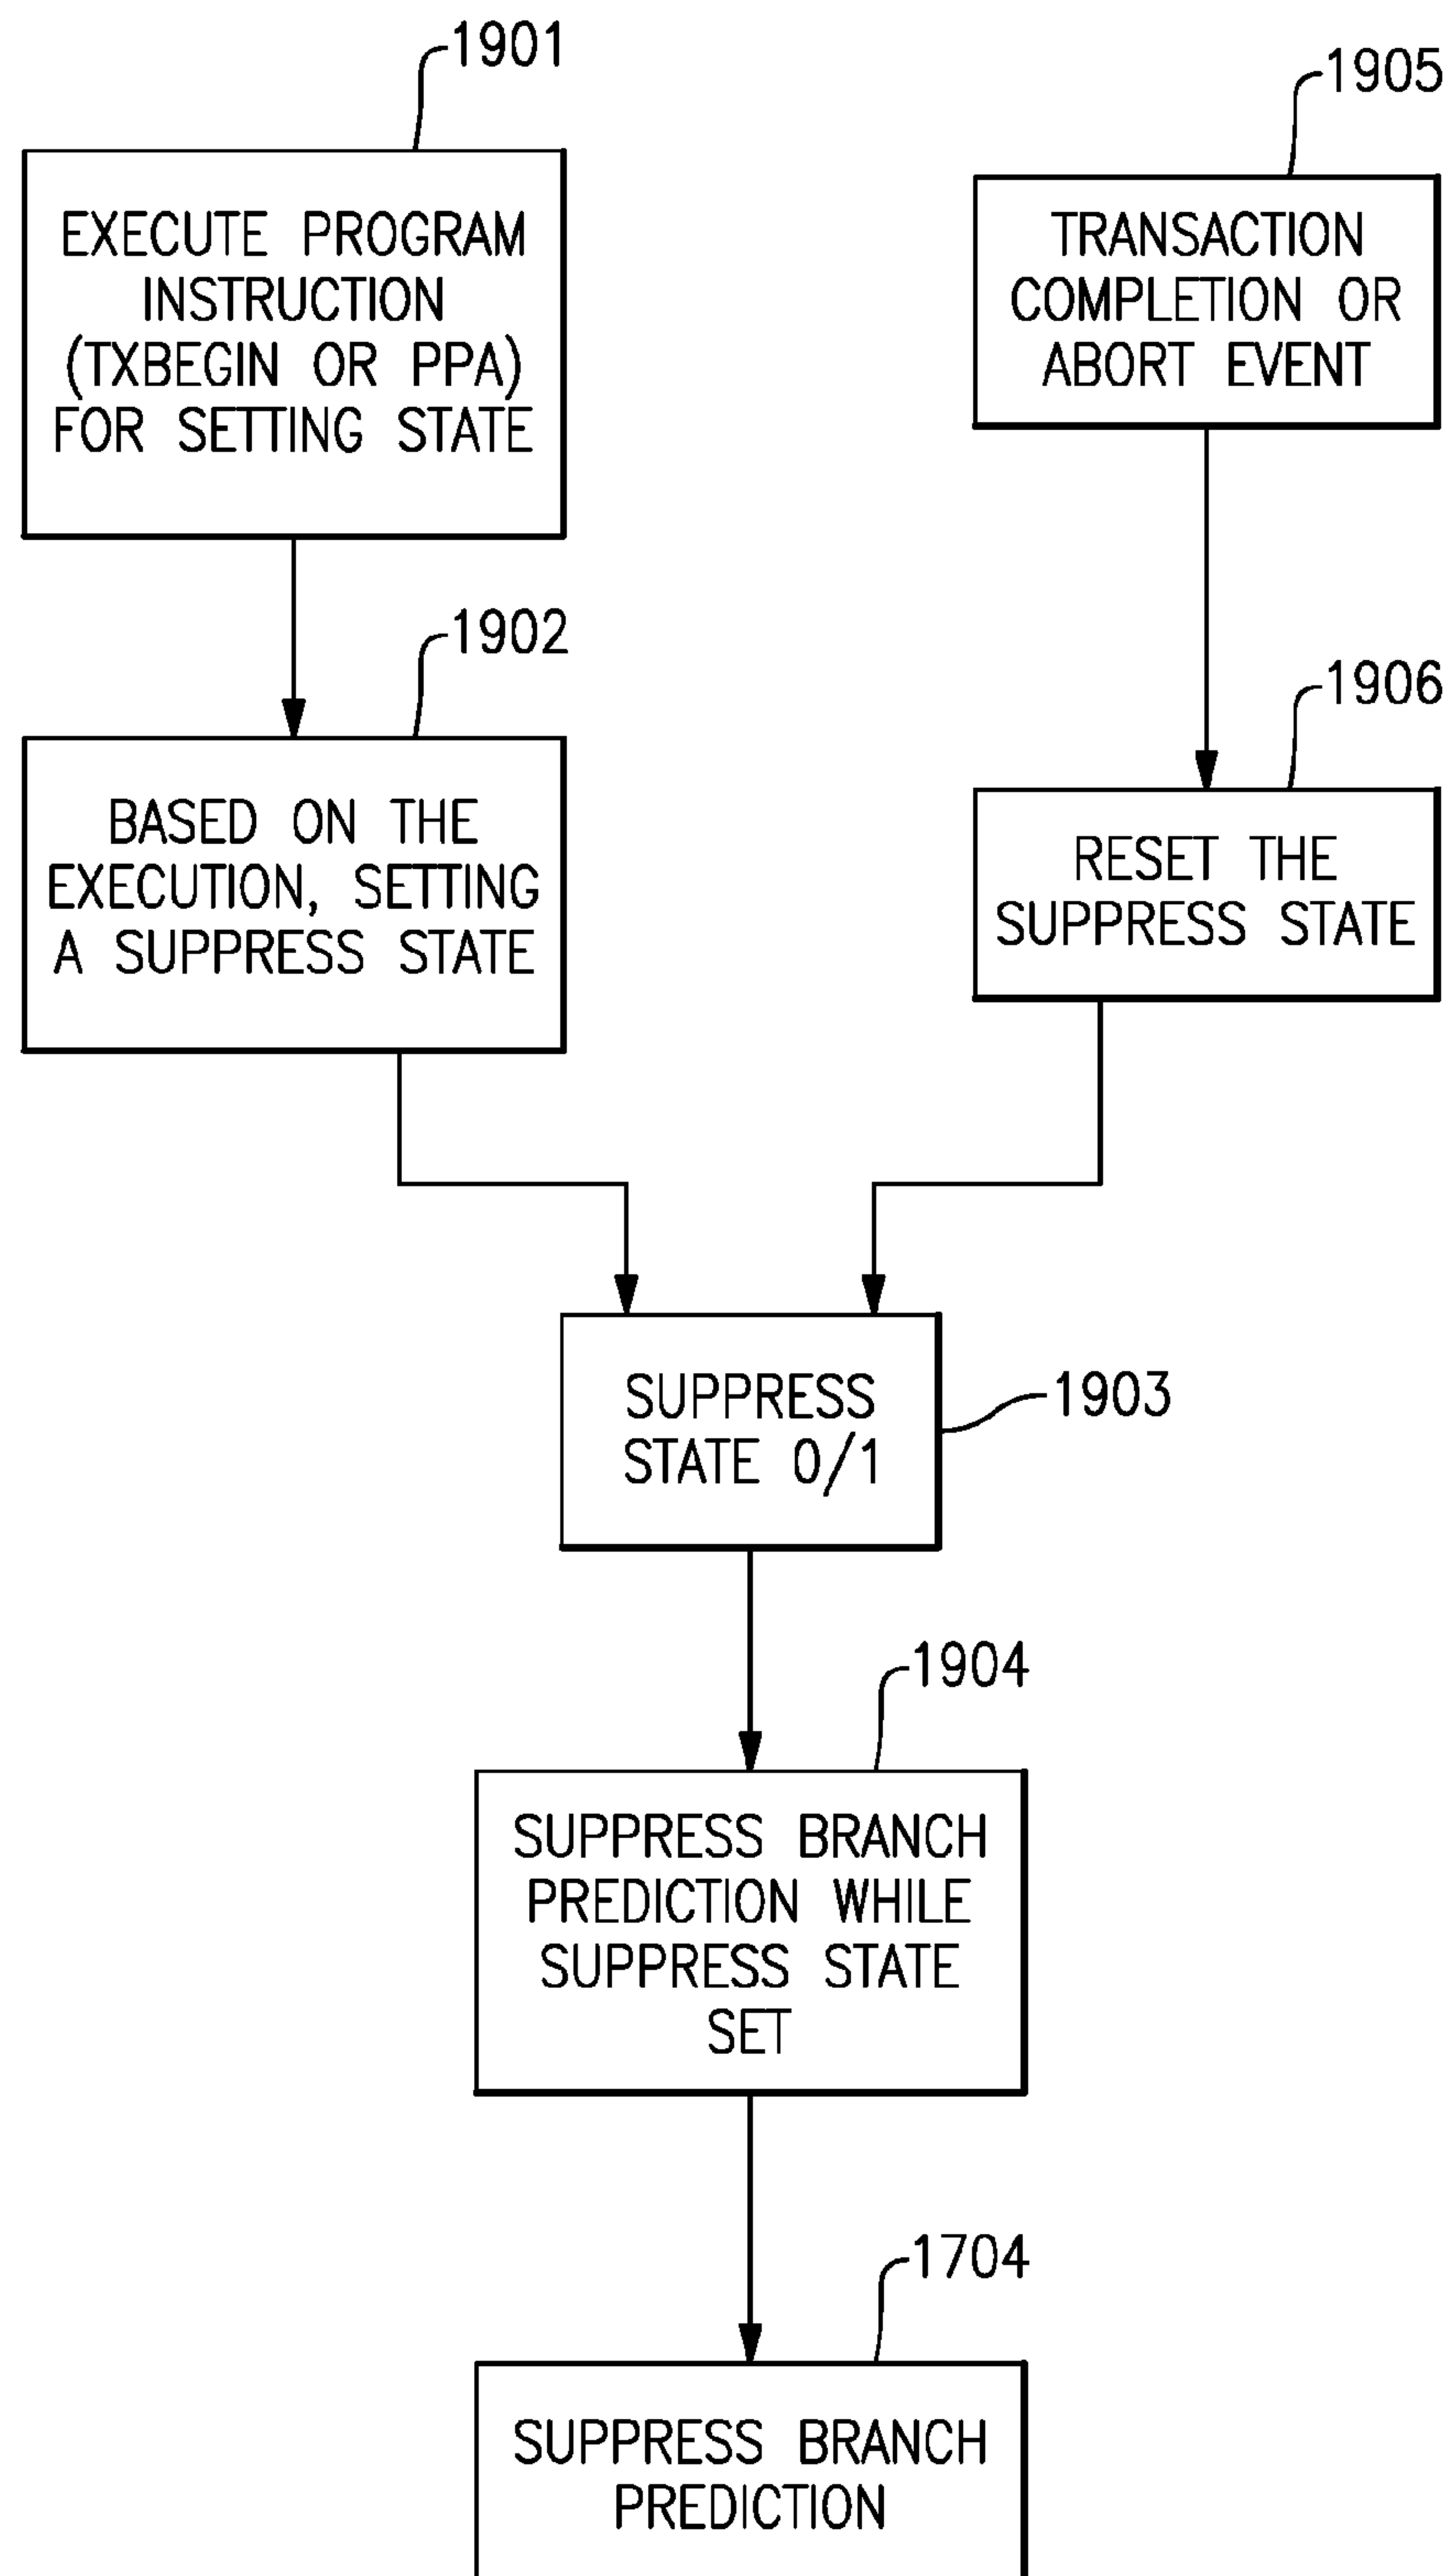 1901
EXECUTE PROGRAM
INSTRUCTION
(TXBEGIN OR PPA)
FOR SETTING STATE
1902
BASED ON THE
EXECUTION, SETTING
A SUPPRESS STATE
1905
TRANSACTION
COMPLETION OR
ABORT EVENT
1906
RESET THE
SUPPRESS STATE
SUPPRESS
STATE 0/1
1903
1904
SUPPRESS BRANCH
PREDICTION WHILE
SUPPRESS STATE
SET
1704
SUPPRESS BRANCH
PREDICTION